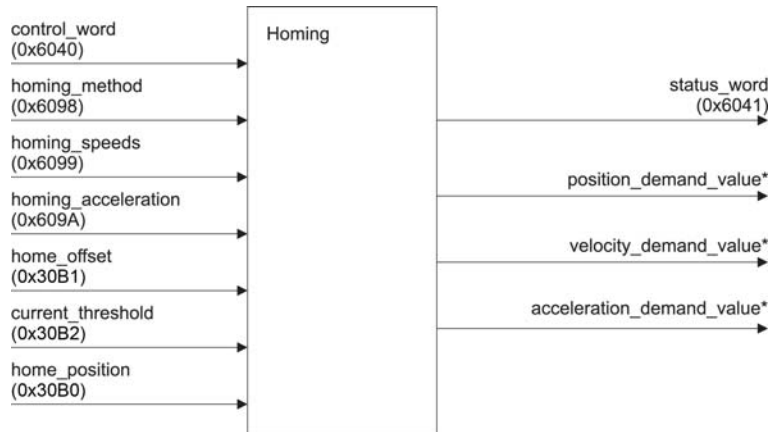 control_word
(0x6040)
homing_method
(0x6098)
homing_speeds
(0x6099)
homing_acceleration
(0x609A)
home_offset
(0x30B1)
current_threshold
(0x30B2)
home_position
(0x30B0)
Homing
status_word
(0x6041)
position_demand_value*
velocity_demand_value*
acceleration_demand_value*